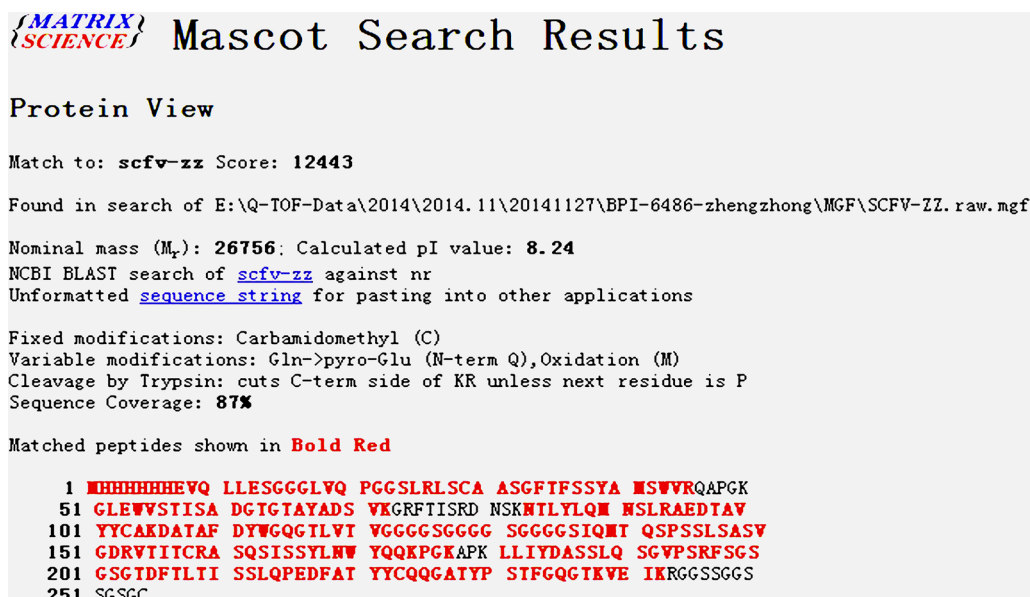 MATRIX
SCIENCE
Mascot Search Results
Protein View
Match to: scfv-zz Score: 12443
Found in search of E:\Q-TOF-Data\2014\2014.11\20141127\BPI-6486-zhengzhong\MGF\SCFV-ZZ.raw.mgf
Nominal mass (Mr): 26756; Calculated pI value: 8.24
NCBI BLAST search of scfv-zz against nr
Unformatted sequence string for pasting into other applications
Fixed modifications: Carbamidomethyl (C)
Variable modifications: Gln->pyro-Glu (N-term Q),Oxidation (M)
Cleavage by Trypsin: cuts C-term side of KR unless next residue is P
Sequence Coverage: 87%
Matched peptides shown in Bold Red
1 MHHHHHHEVQ LLESGGGLVQ PGGSLRLSCA ASGFTFSSYA MSWVRQAPGK
51 GLEWVSTISA DGTGTAYADS VKGRFTISRD NSKNTLYLQM NSLRAEDTAV
101 YYCAKDATAF DYWGQGTLVT VGGGGSGGGG SGGGGSIQMT QSPSSLSASV
151 GDRVTITCRA SQSISSYLNW YQQKPGKAPK LLIYDASSLQ SGVPSRFSGS
201 GSGTDFTLTI SSLQPEDFAT YYCQQGATYP STFGQGTKVE IKRGGSSGGS
251 SGSGC